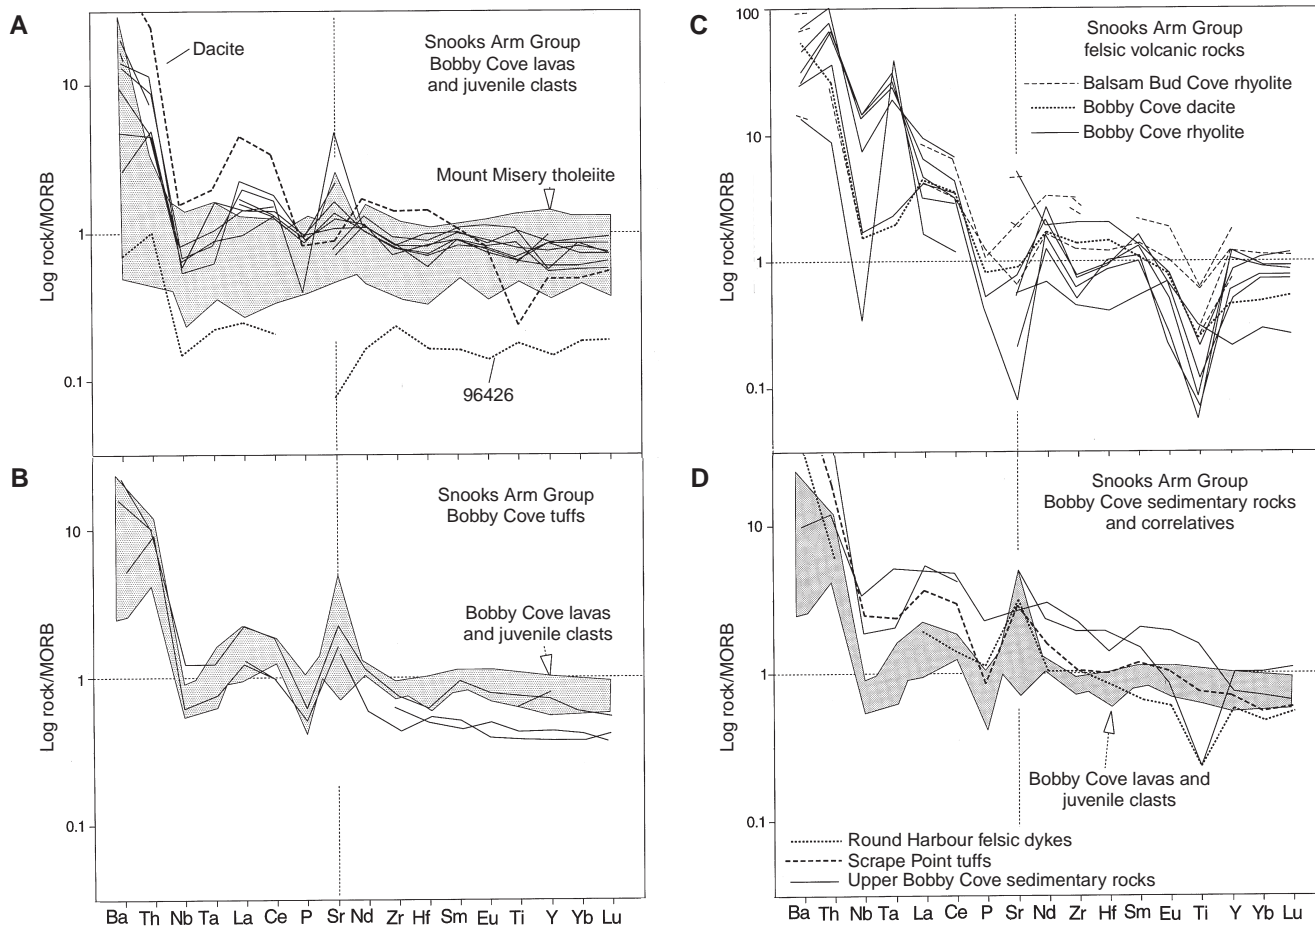 A
Snooks Arm Group
Bobby Cove lavas
and juvenile clasts
Dacite
Mount Misery tholeiite
96426
Log rock/MORB
10
1
0.1
B
Snooks Arm Group
Bobby Cove tuffs
Bobby Cove lavas
and juvenile clasts
Log rock/MORB
10
1
0.1
Ba Th Nb Ta La Ce P Sr Nd Zr Hf Sm Eu Ti Y Yb Lu
C
Snooks Arm Group
felsic volcanic rocks
Balsam Bud Cove rhyolite
Bobby Cove dacite
Bobby Cove rhyolite
Log rock/MORB
100
10
1
0.1
D
Snooks Arm Group
Bobby Cove sedimentary rocks
and correlatives
Bobby Cove lavas and
juvenile clasts
Round Harbour felsic dykes
Scrape Point tuffs
Upper Bobby Cove sedimentary rocks
Log rock/MORB
10
1
0.1
Ba Th Nb Ta La Ce P Sr Nd Zr Hf Sm Eu Ti Y Yb Lu